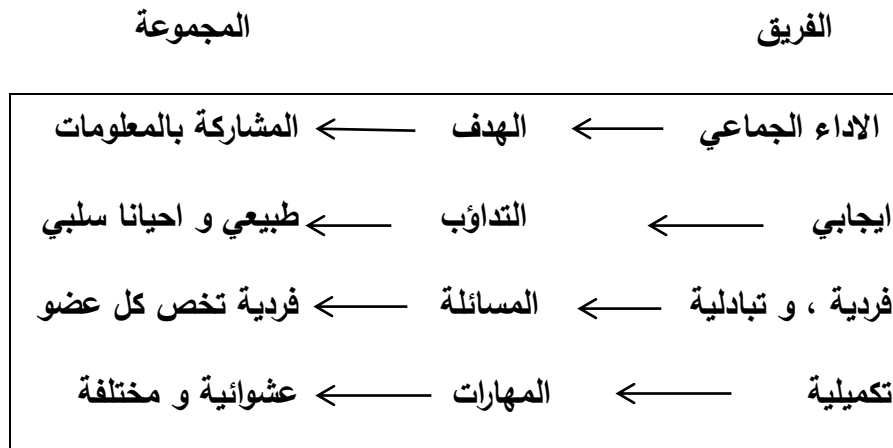 الفريق المجموعة
الاداء الجماعي ← الهدف ← المشاركة بالمعلومات
ايجابي ← التداؤب ← طبيعي و احيانا سلبي
فردية ، و تبادلية ← المسائلة ← فردية تخص كل عضو
تكميلية ← المهارات ← عشوائية و مختلفة